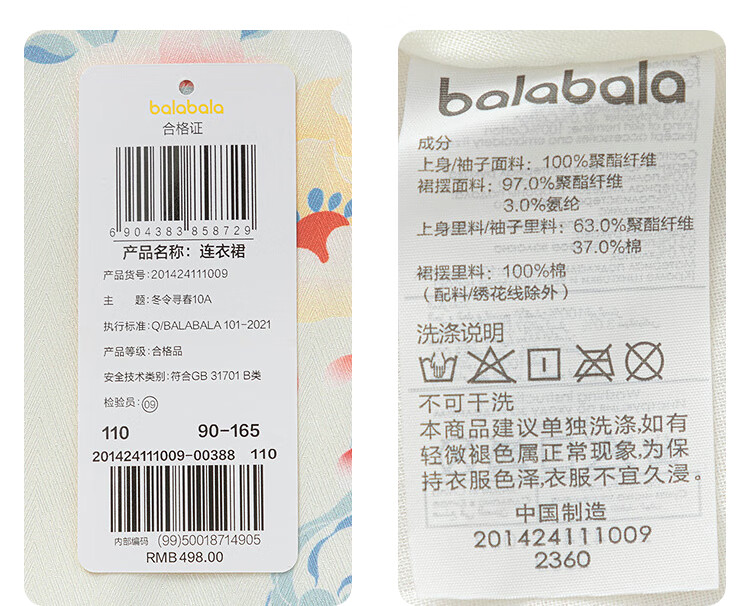 balabala
合格证
6 904383 858729
产品名称：连衣裙
产品货号:201424111009
主 题:冬令寻春10A
执行标准:Q/BALABALA 101-2021
产品等级:合格品
安全技术类别:符合GB 31701 B类
检验员:09
110 90-165
201424111009-00388 110
内部编码 (99)50018714905
RMB498.00
balabala
成分
上身/袖子面料：100%聚酯纤维
裙摆面料：97.0%聚酯纤维
3.0%氨纶
上身里料/袖子里料：63.0%聚酯纤维
37.0%棉
裙摆里料：100%棉
（配料/绣花线除外）
洗涤说明
不可干洗
本商品建议单独洗涤,如有
轻微褪色属正常现象,为保
持衣服色泽,衣服不宜久浸。
中国制造
201424111009
2360